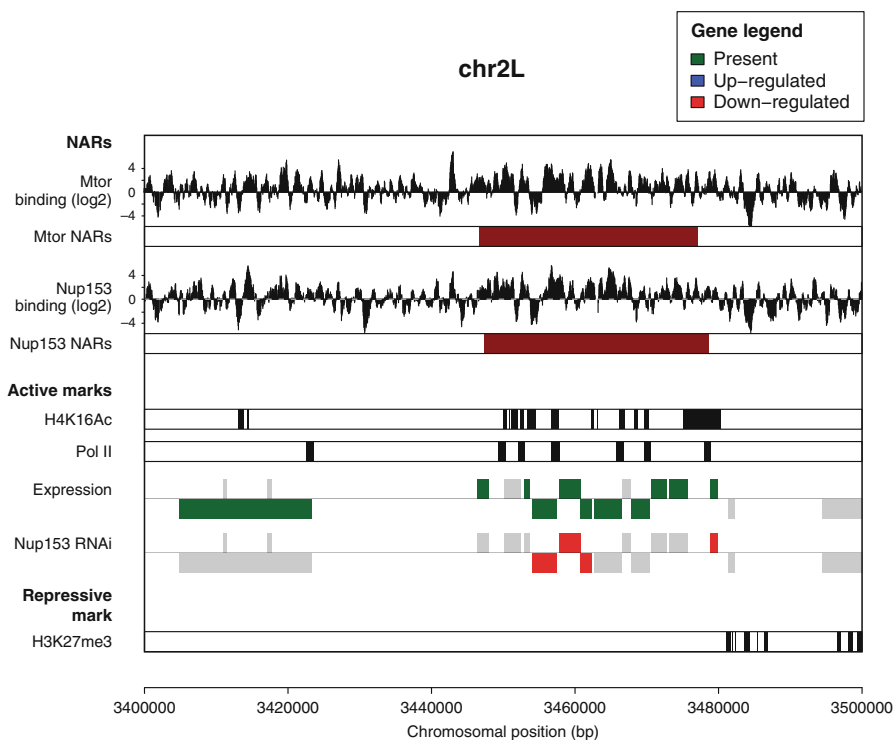 Gene legend
Present
Up-regulated
Down-regulated
chr2L
NARs
Mtor
binding (log2)
4
0
−4
Mtor NARs
Nup153
binding (log2)
4
0
−4
Nup153 NARs
Active marks
H4K16Ac
Pol II
Expression
Nup153 RNAi
Repressive
mark
H3K27me3
3400000 3420000 3440000 3460000 3480000 3500000
Chromosomal position (bp)